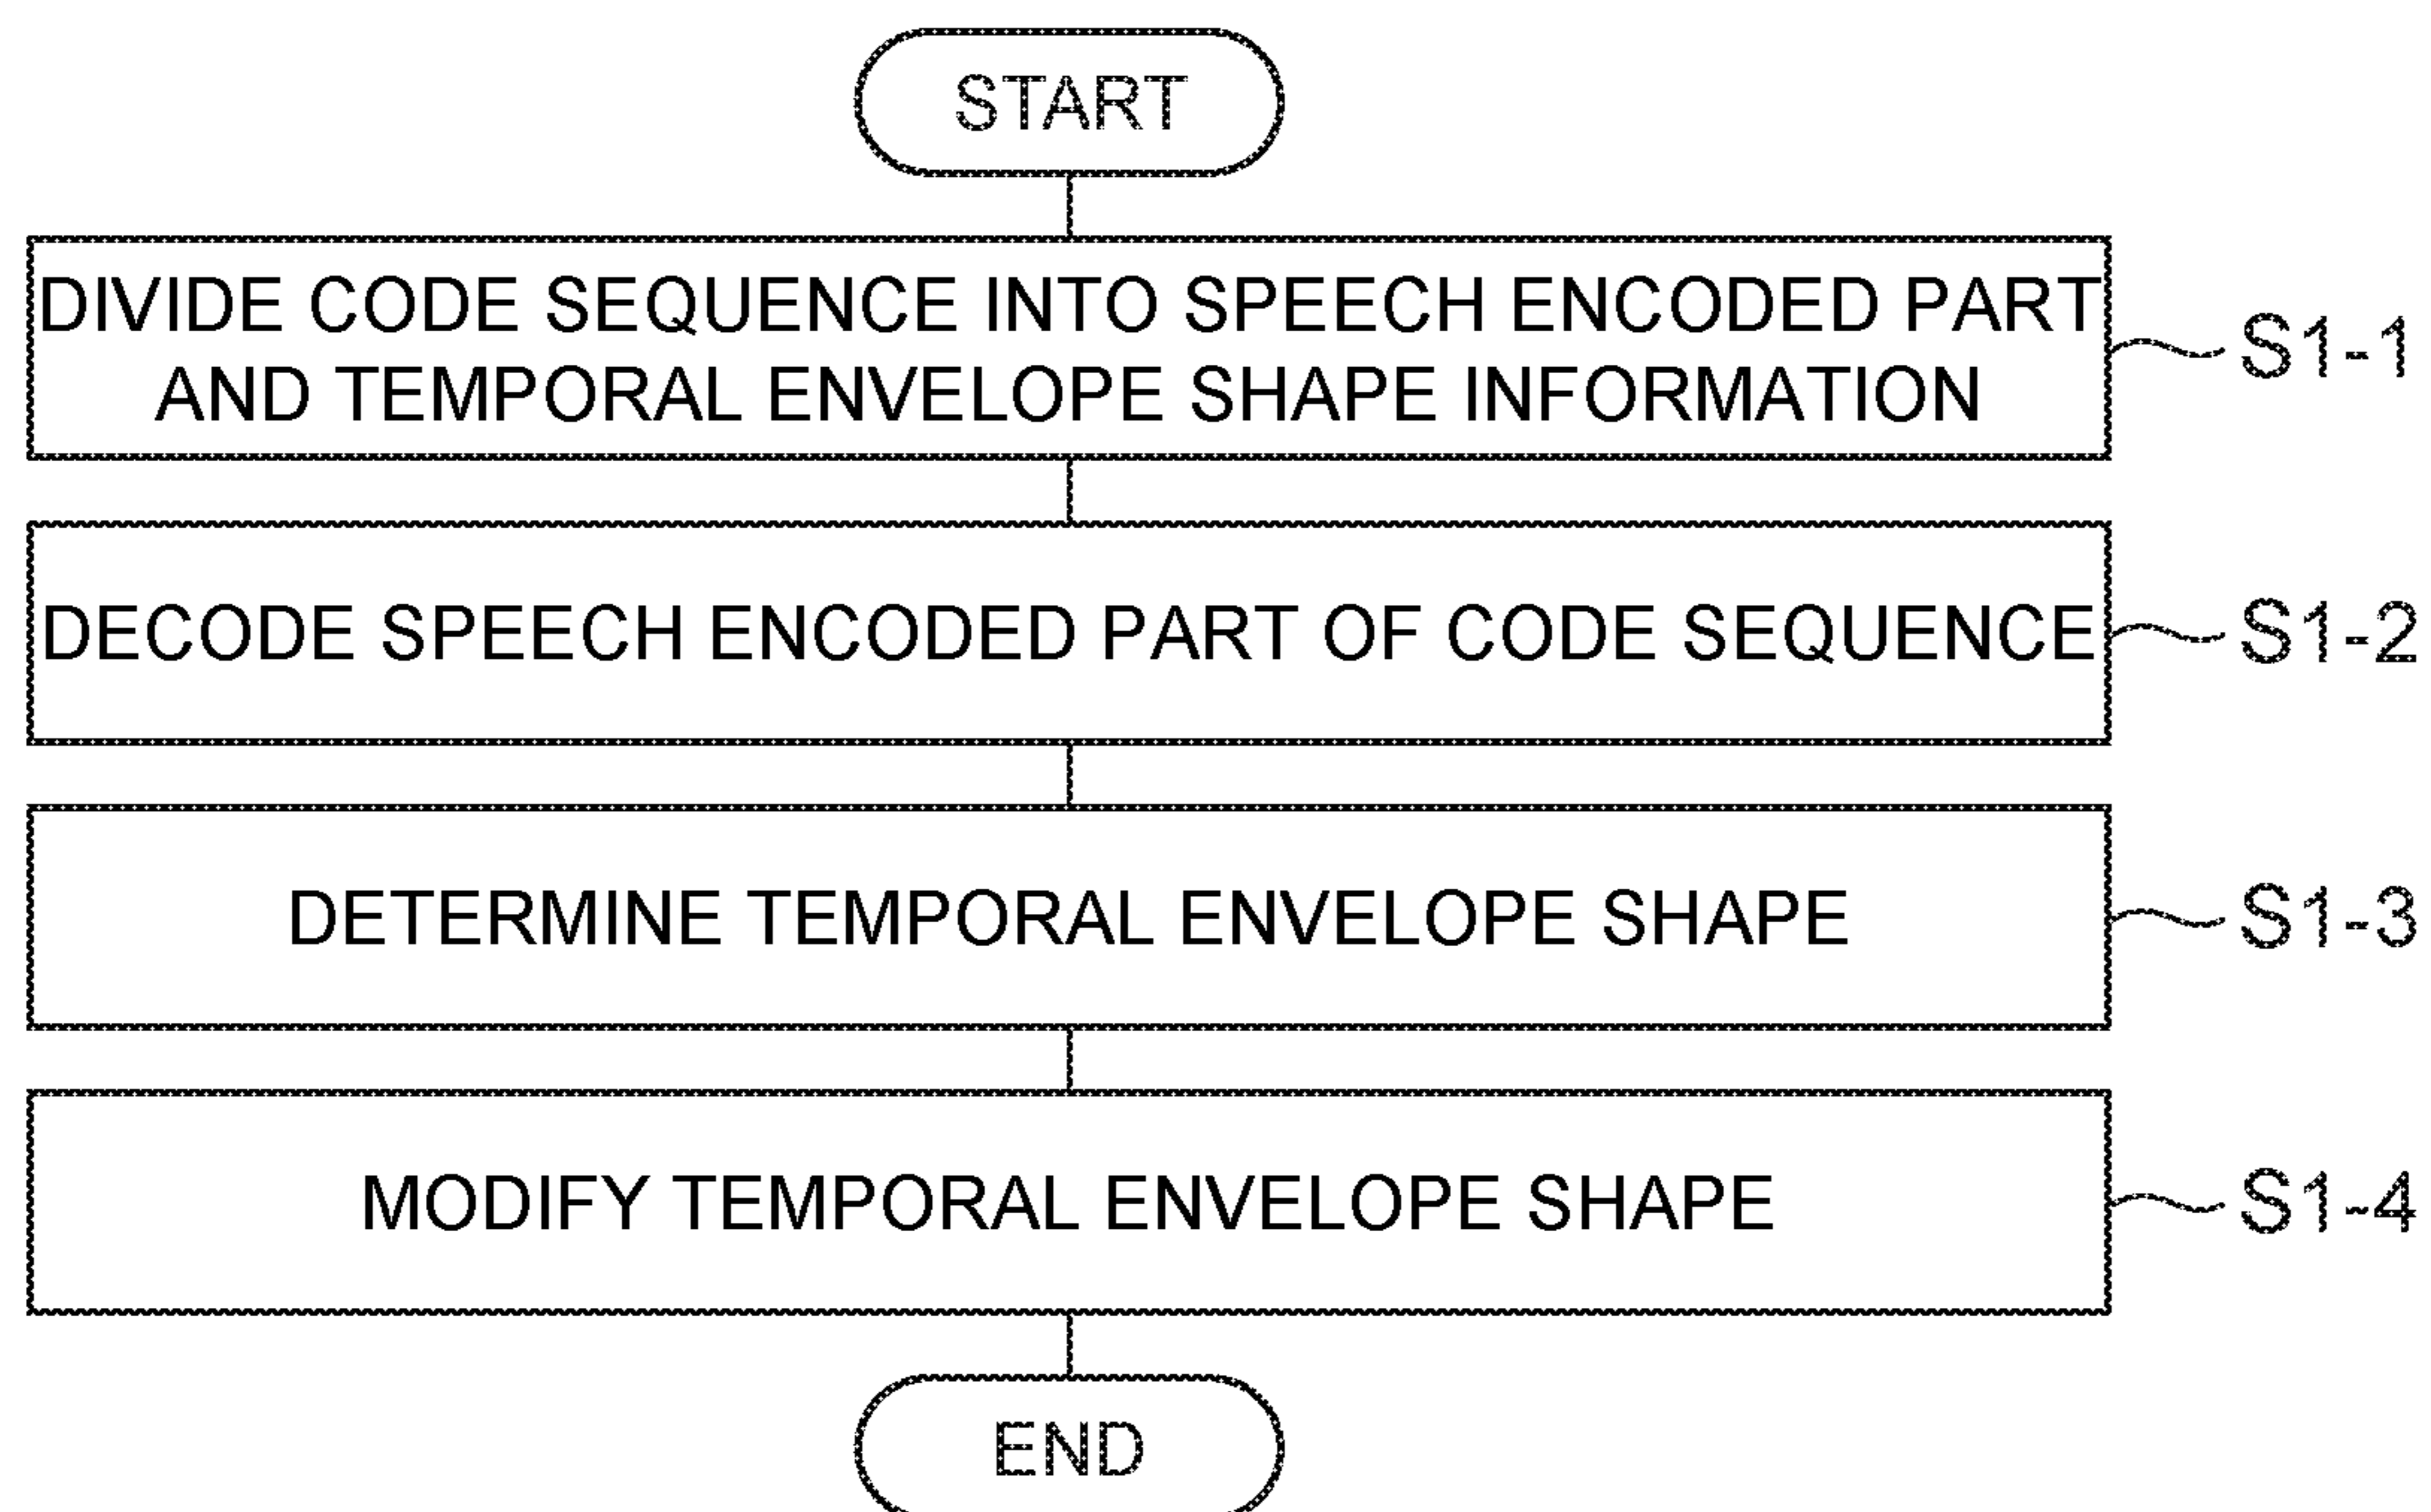 START
DIVIDE CODE SEQUENCE INTO SPEECH ENCODED PART
AND TEMPORAL ENVELOPE SHAPE INFORMATION
S1-1
DECODE SPEECH ENCODED PART OF CODE SEQUENCE
S1-2
DETERMINE TEMPORAL ENVELOPE SHAPE
S1-3
MODIFY TEMPORAL ENVELOPE SHAPE
S1-4
END